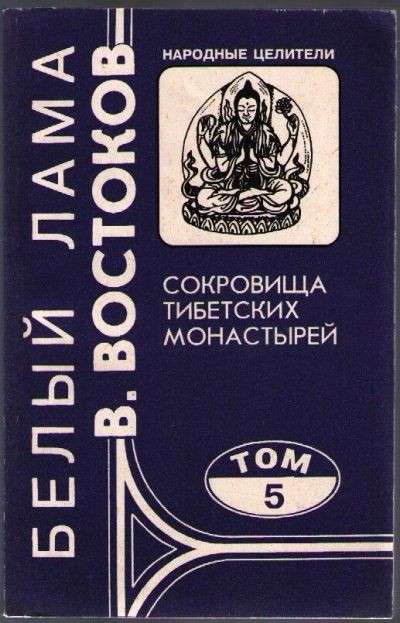 БЕЛЫЙ ЛАМА
В. ВОСТОКОВ
НАРОДНЫЕ ЦЕЛИТЕЛИ
СОКРОВИЩА
ТИБЕТСКИХ
МОНАСТЫРЕЙ
ТОМ
5